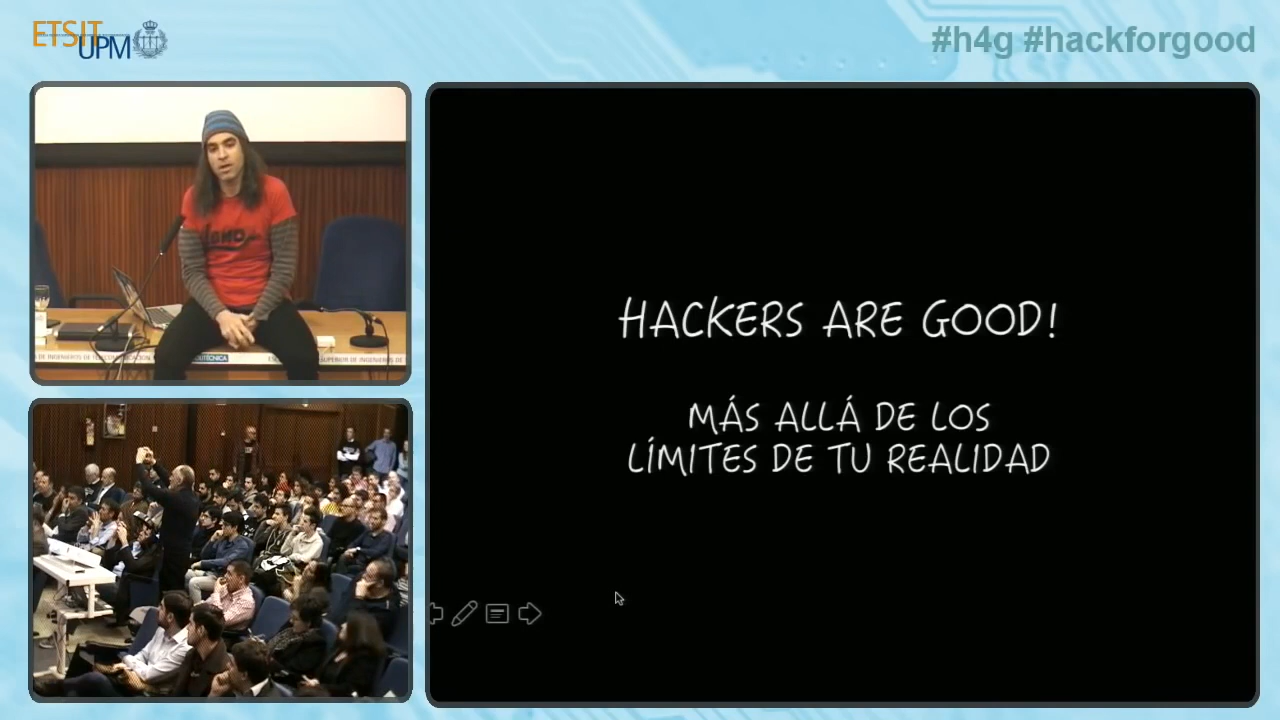 ETSIT
UPM
#h4g #hackforgood
HACKERS ARE GOOD!
MÁS ALLÁ DE LOS
LÍMITES DE TU REALIDAD